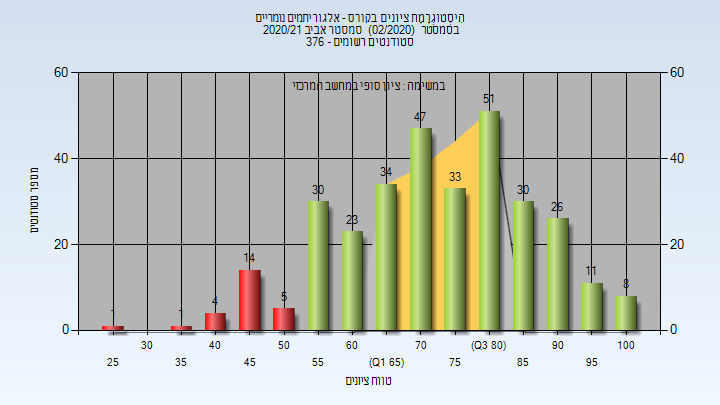 היסטוגרמת ציונים בקורס - אלגוריתמים נומריים
בסמסטר (02/2020) סמסטר אביב 2020/21
סטודנטים רשומים - 376
במשימה : ציון סופי במחשב המרכזי
60 60
40 40
20 20
0 0
מספר סטודנטים
1 1 4 14 5 30 23 34 47 33 51 30 26 11 8
30 40 50 60 70 (Q3 80) 90 100
25 35 45 55 (Q1 65) 75 85 95
טווח ציונים